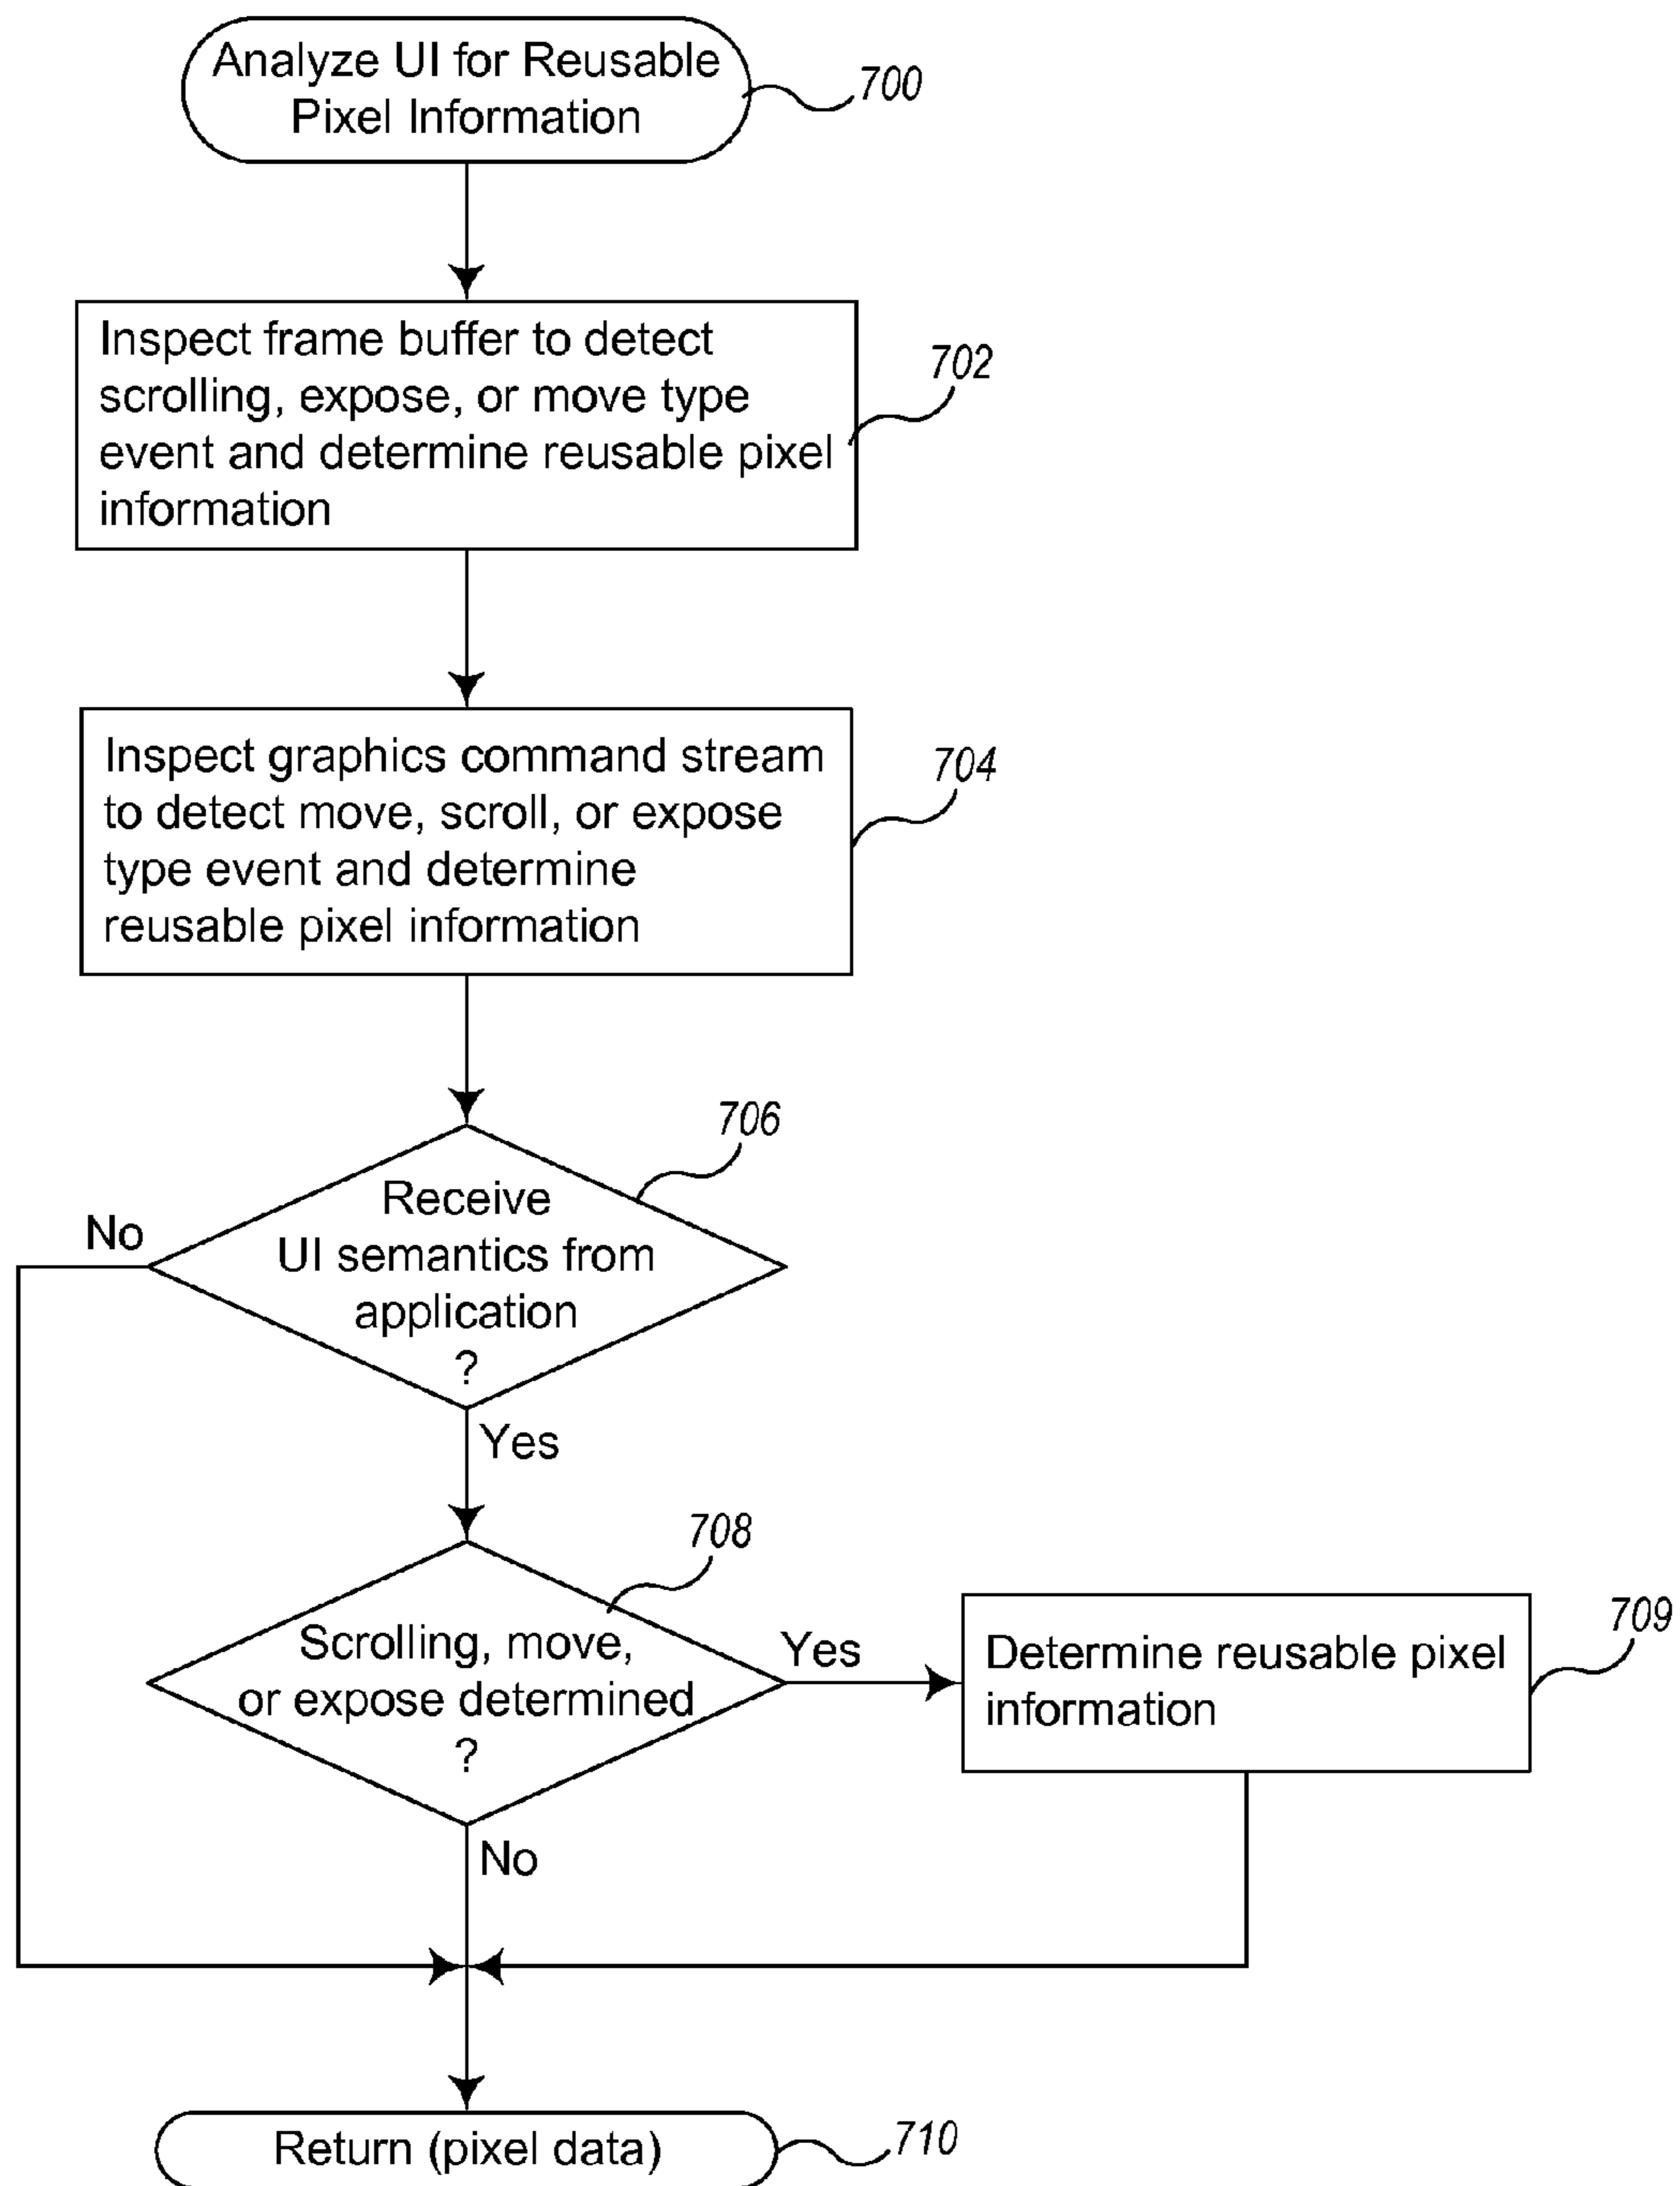 Analyze UI for Reusable
Pixel Information
700
Inspect frame buffer to detect
scrolling, expose, or move type
event and determine reusable pixel
information
702
Inspect graphics command stream
to detect move, scroll, or expose
type event and determine
reusable pixel information
704
706
Receive
UI semantics from
application
?
No
Yes
708
Scrolling, move,
or expose determined
?
Yes
No
Determine reusable pixel
information
709
Return (pixel data)
710